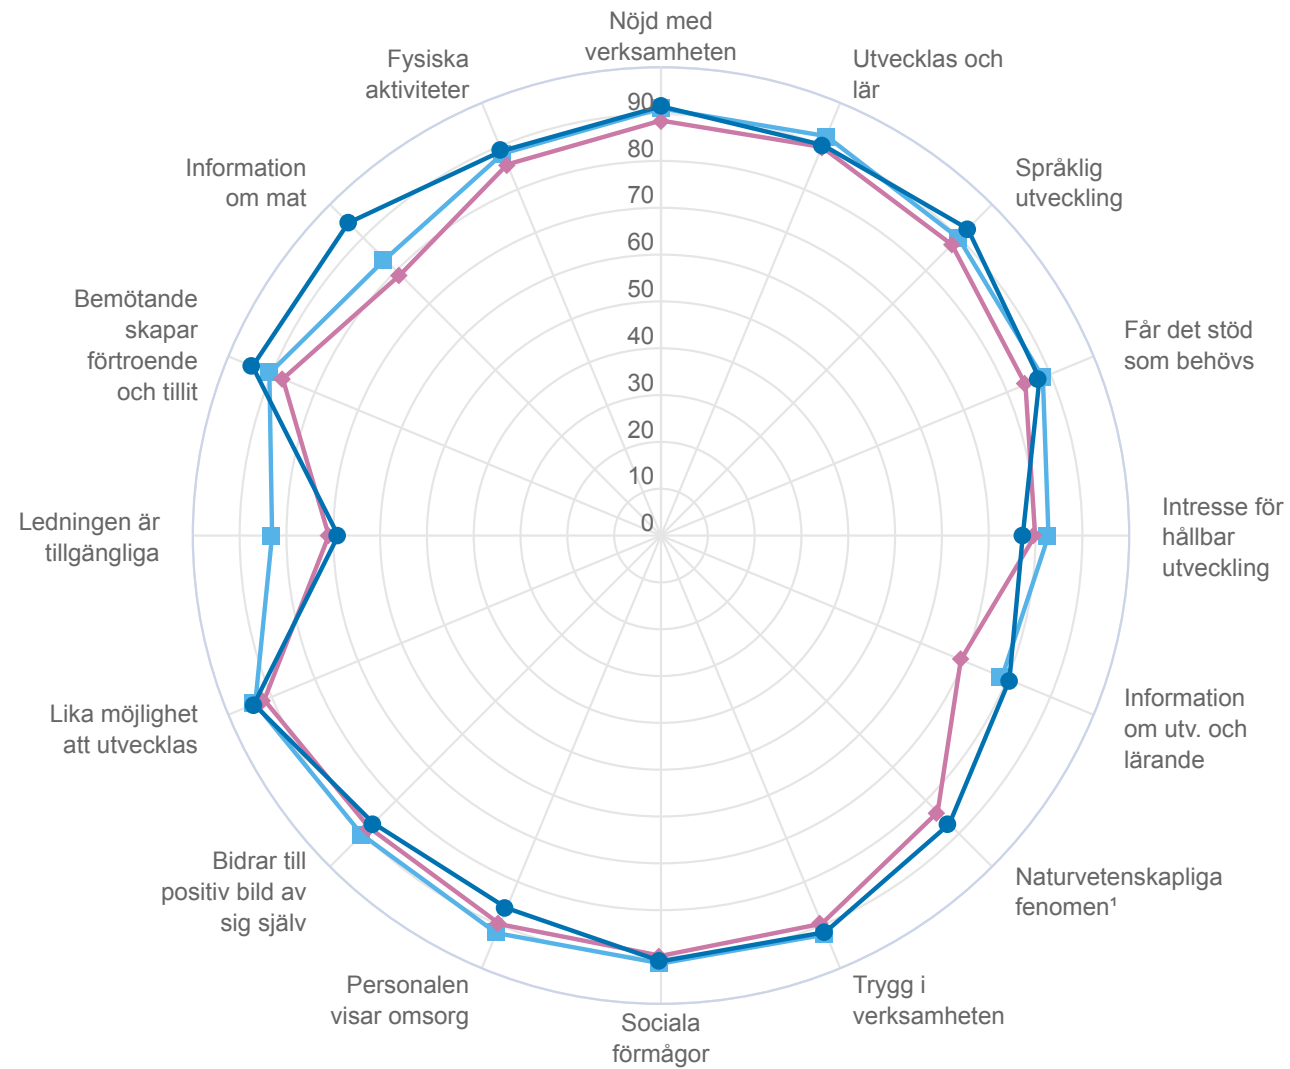 Nöjd med
verksamheten
Utvecklas och
lär
Språklig
utveckling
Får det stöd
som behövs
Intresse för
hållbar
utveckling
Information
om utv. och
lärande
Naturvetenskapliga
fenomen¹
Trygg i
verksamheten
Sociala
förmågor
Personalen
visar omsorg
Bidrar till
positiv bild av
sig själv
Lika möjlighet
att utvecklas
Ledningen är
tillgängliga
Bemötande
skapar
förtroende
och tillit
Information
om mat
Fysiska
aktiviteter
90
80
70
60
50
40
30
20
10
0